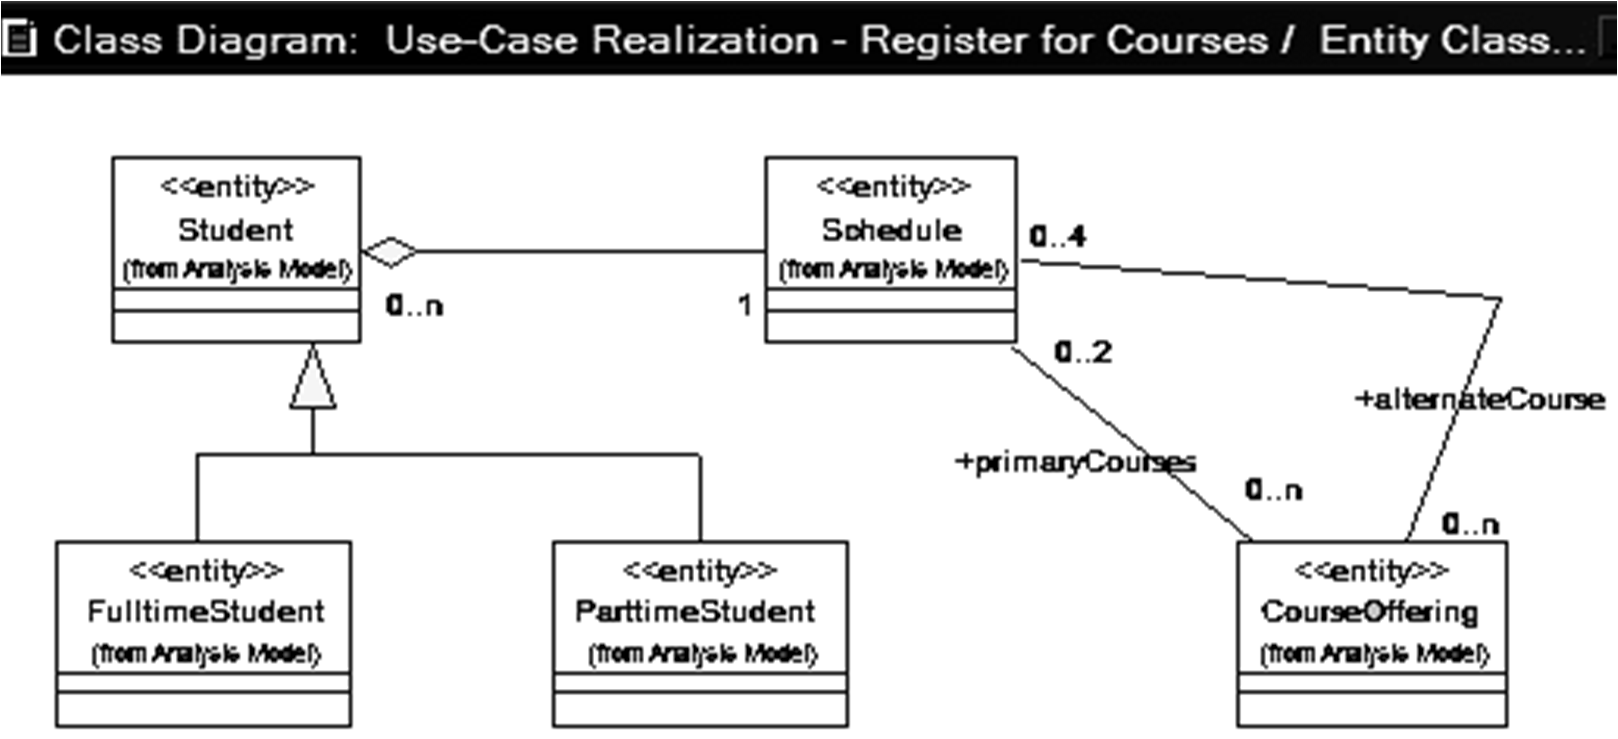 Class Diagram: Use-Case Realization - Register for Courses / Entity Class...
<<entity>>
Student
(from Analysis Model)
0..n
1
<<entity>>
Schedule
(from Analysis Model)
0..4
0..2
+alternateCourse
+primaryCourses
0..n
0..n
<<entity>>
FulltimeStudent
(from Analysis Model)
<<entity>>
ParttimeStudent
(from Analysis Model)
<<entity>>
CourseOffering
(from Analysis Model)